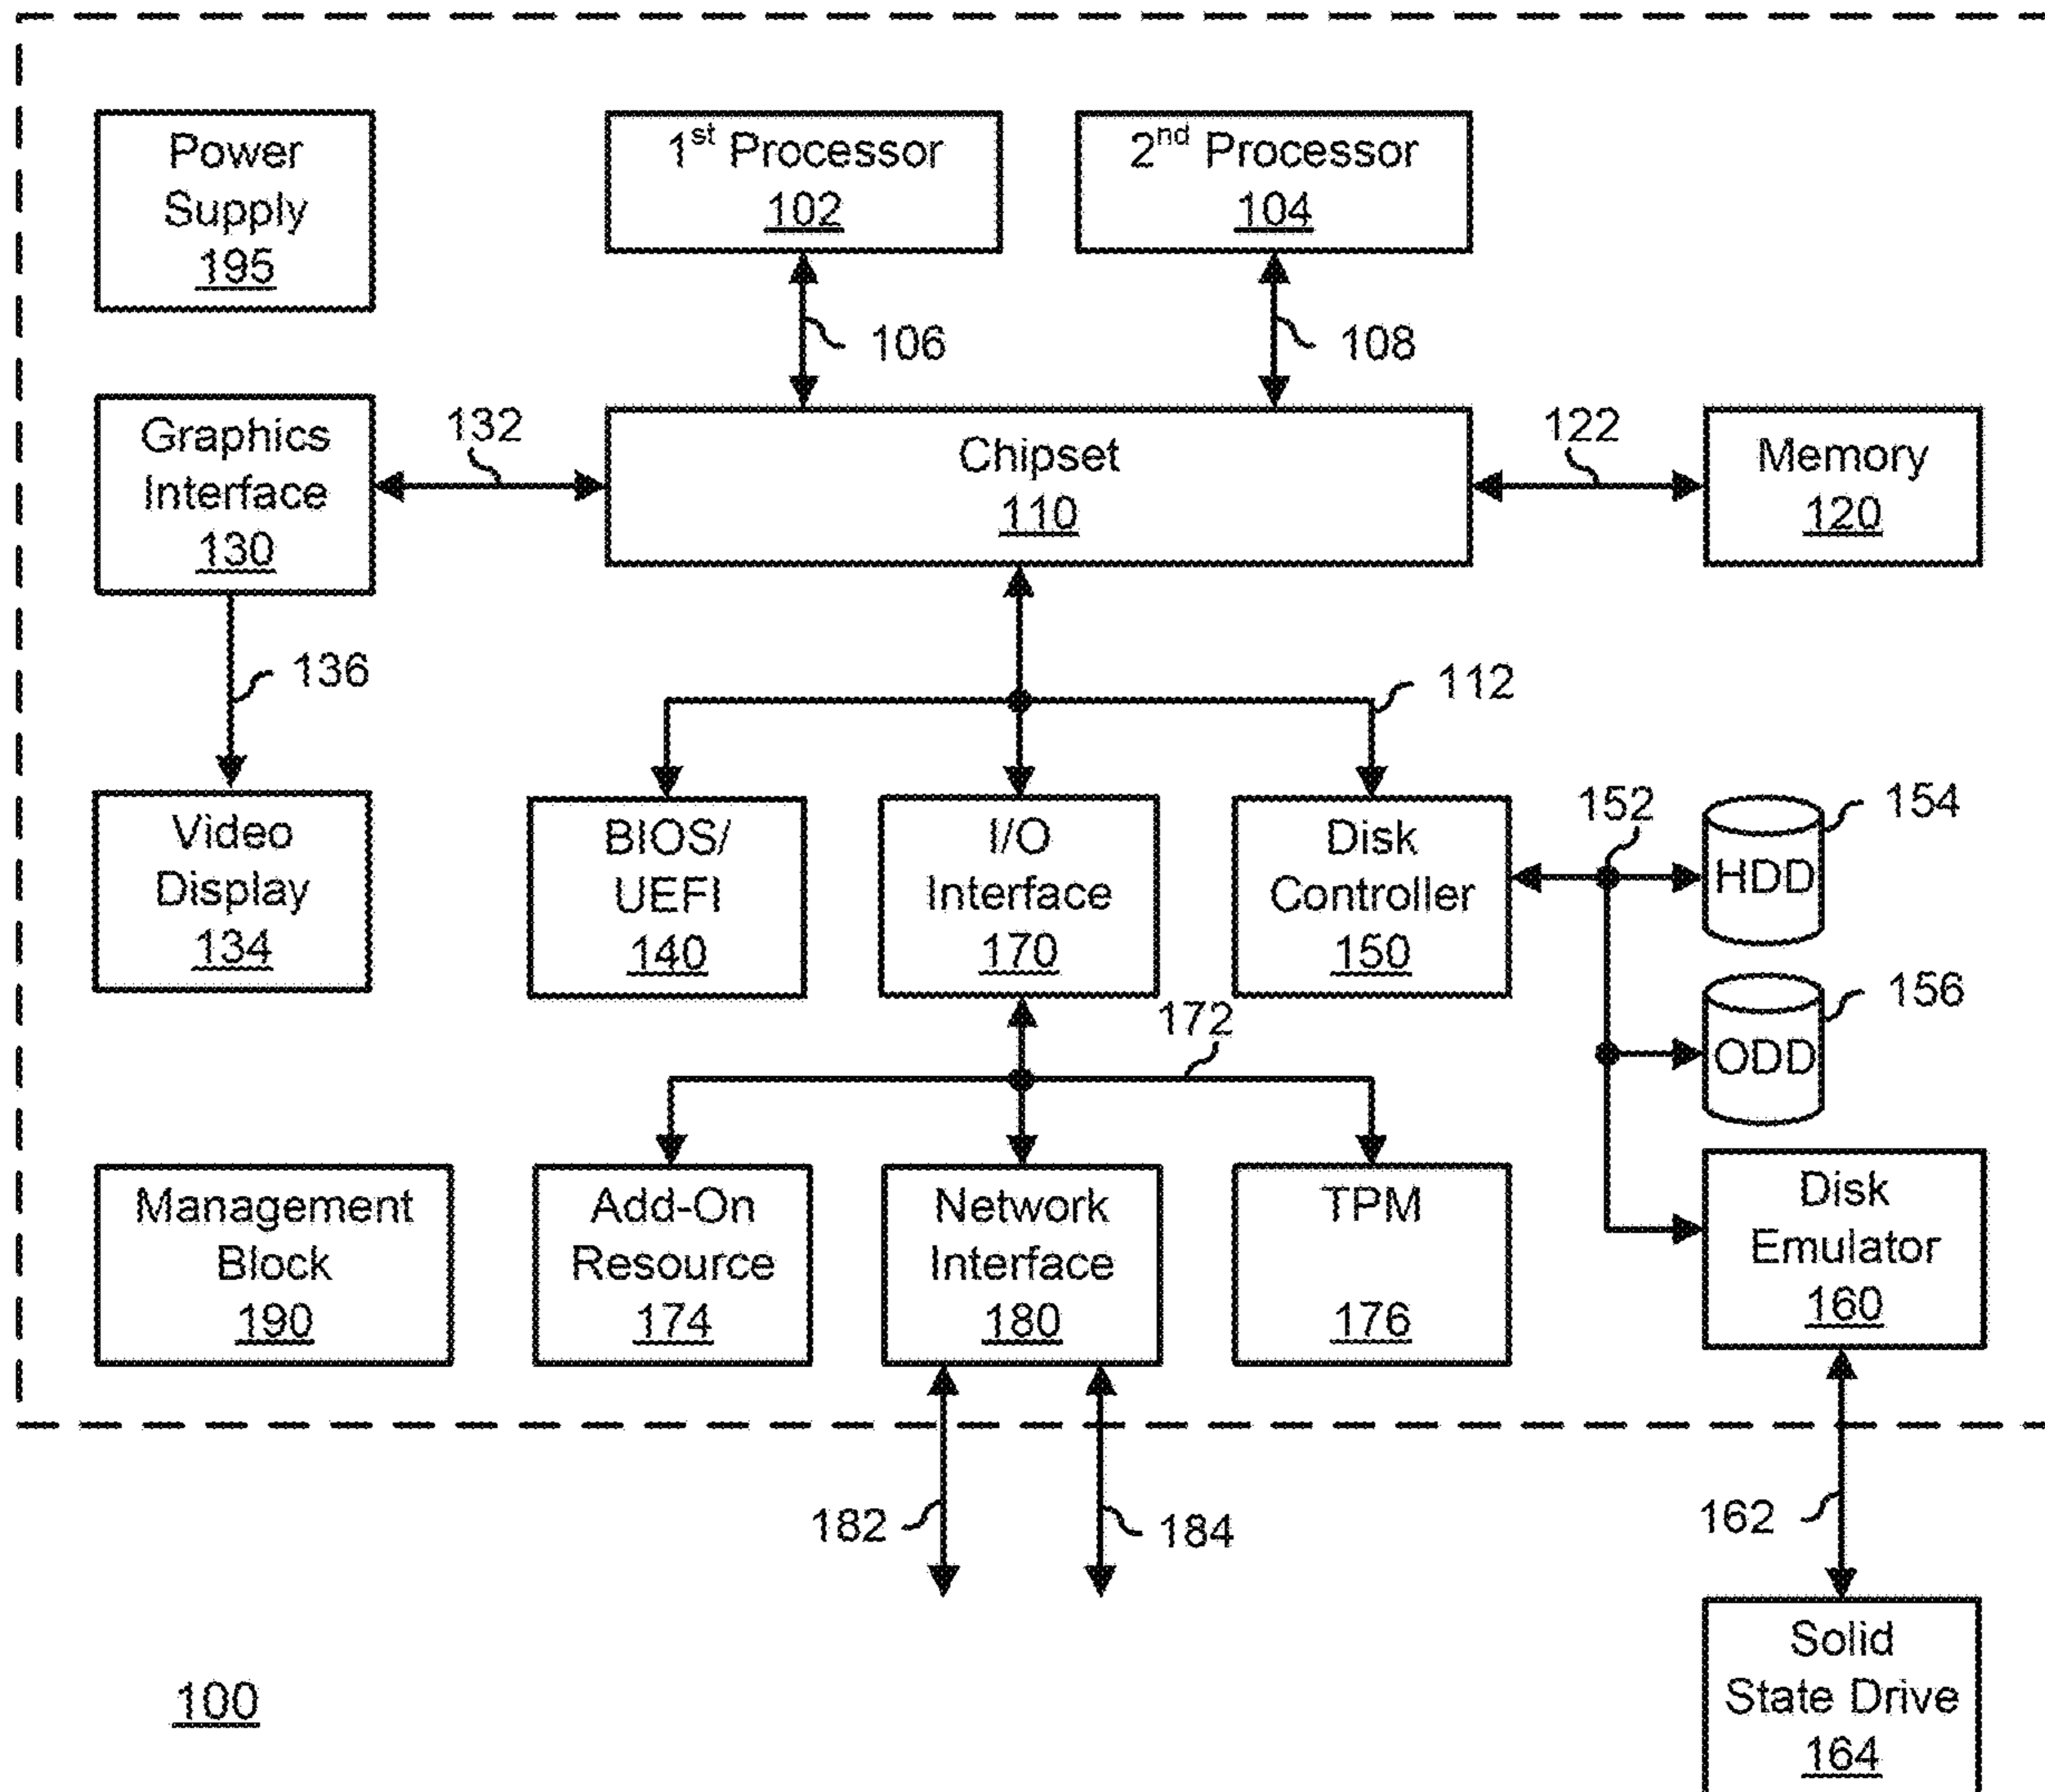 Power
Supply
195
1st Processor
102
2nd Processor
104
106
108
Graphics
Interface
130
132
Chipset
110
122
Memory
120
136
112
Video
Display
134
BIOS/
UEFI
140
I/O
Interface
170
Disk
Controller
150
152
HDD
154
ODD
156
172
Management
Block
190
Add-On
Resource
174
Network
Interface
180
TPM
176
Disk
Emulator
160
182
184
162
Solid
State Drive
164
100